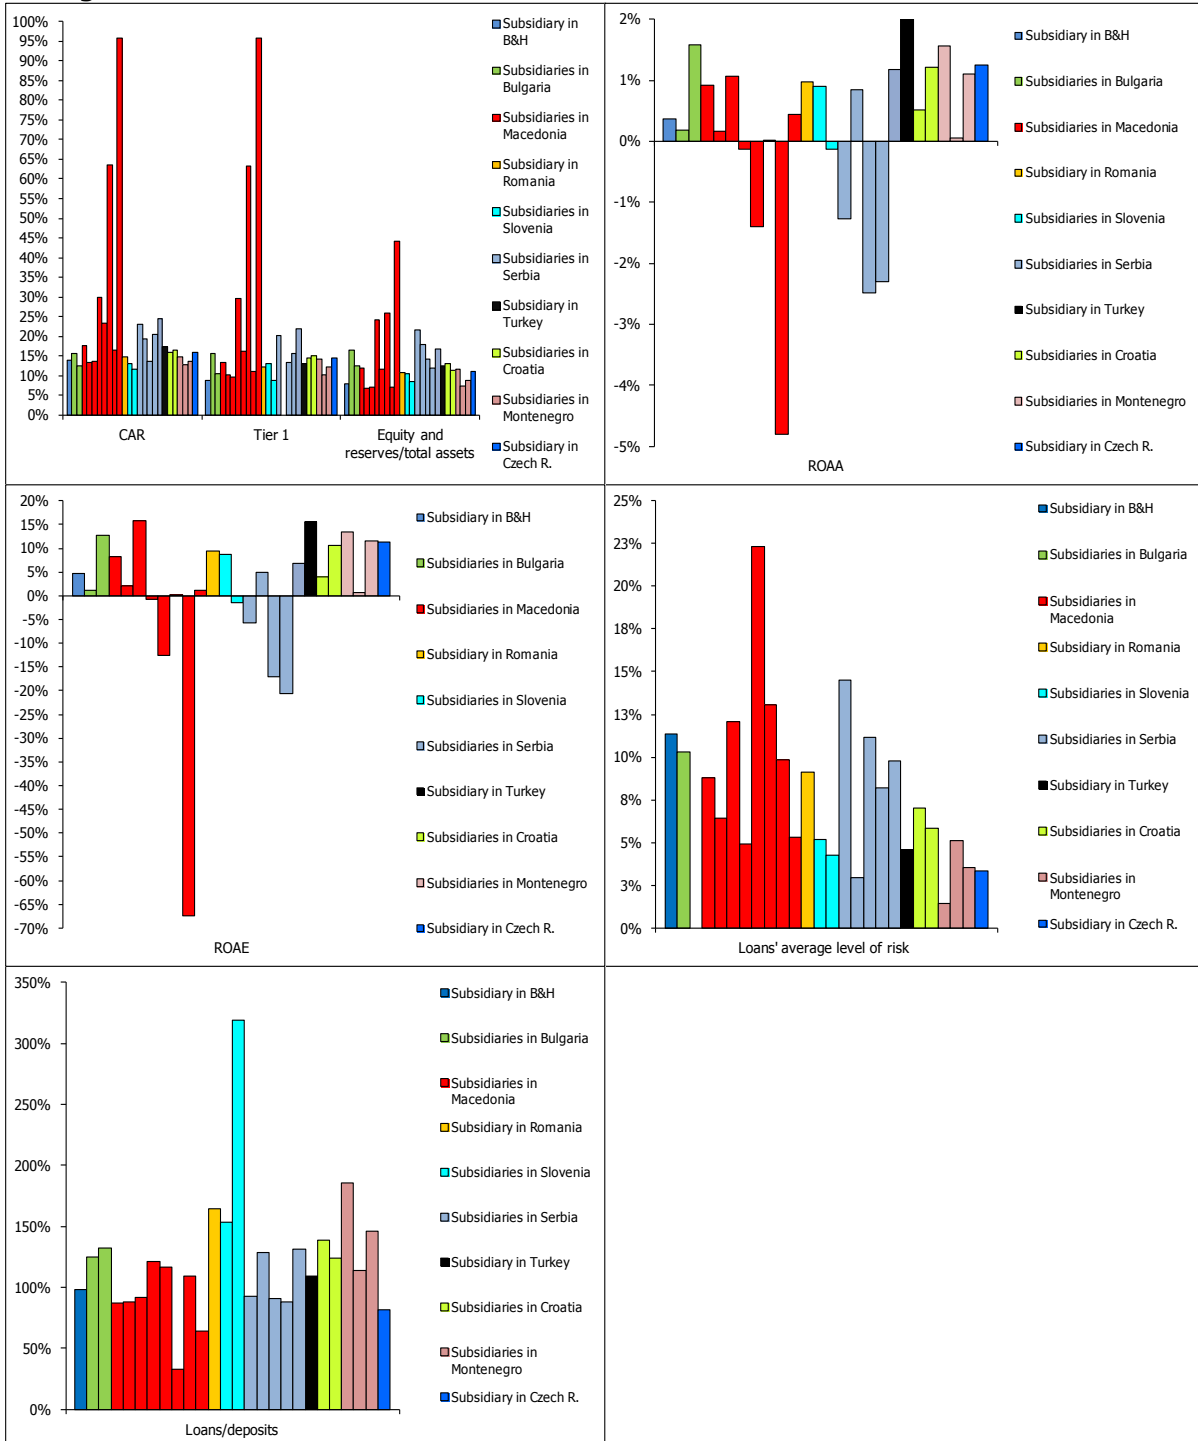 100%
95%
90%
85%
80%
75%
70%
65%
60%
55%
50%
45%
40%
35%
30%
25%
20%
15%
10%
5%
0%
CAR
Tier 1
Equity and
reserves/total assets
Subsidiary in
B&H
Subsidiaries in
Bulgaria
Subsidiaries in
Macedonia
Subsidiary in
Romania
Subsidiaries in
Slovenia
Subsidiaries in
Serbia
Subsidiary in
Turkey
Subsidiaries in
Croatia
Subsidiaries in
Montenegro
Subsidiary in
Czech R.
2%
1%
0%
-1%
-2%
-3%
-4%
-5%
ROAA
Subsidiary in B&H
Subsidiaries in Bulgaria
Subsidiaries in Macedonia
Subsidiary in Romania
Subsidiaries in Slovenia
Subsidiaries in Serbia
Subsidiary in Turkey
Subsidiaries in Croatia
Subsidiaries in Montenegro
Subsidiary in Czech R.
20%
15%
10%
5%
0%
-5%
-10%
-15%
-20%
-25%
-30%
-35%
-40%
-45%
-50%
-55%
-60%
-65%
-70%
ROAE
Subsidiary in B&H
Subsidiaries in Bulgaria
Subsidiaries in Macedonia
Subsidiary in Romania
Subsidiaries in Slovenia
Subsidiaries in Serbia
Subsidiary in Turkey
Subsidiaries in Croatia
Subsidiaries in Montenegro
Subsidiary in Czech R.
25%
23%
20%
18%
15%
13%
10%
8%
5%
3%
0%
Loans' average level of risk
Subsidiary in B&H
Subsidiaries in Bulgaria
Subsidiaries in
Macedonia
Subsidiary in Romania
Subsidiaries in Slovenia
Subsidiaries in Serbia
Subsidiary in Turkey
Subsidiaries in Croatia
Subsidiaries in
Montenegro
Subsidiary in Czech R.
350%
300%
250%
200%
150%
100%
50%
0%
Loans/deposits
Subsidiary in B&H
Subsidiaries in Bulgaria
Subsidiaries in
Macedonia
Subsidiary in Romania
Subsidiaries in Slovenia
Subsidiaries in Serbia
Subsidiary in Turkey
Subsidiaries in Croatia
Subsidiaries in
Montenegro
Subsidiary in Czech R.